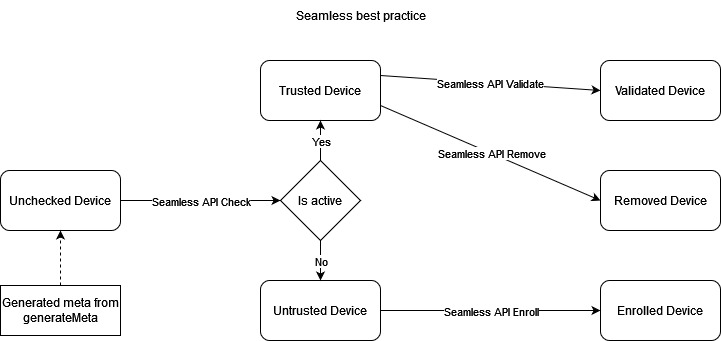 Seamless best practice
Trusted Device
Seamless API Validate
Validated Device
Yes
Seamless API Remove
Unchecked Device
Seamless API Check
Is active
Removed Device
No
Generated meta from
generateMeta
Untrusted Device
Seamless API Enroll
Enrolled Device